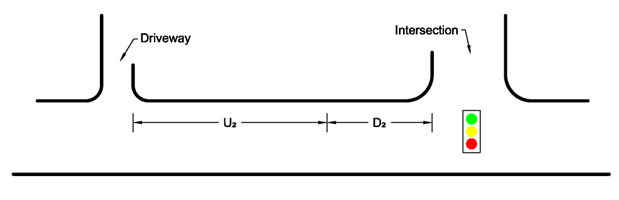 Intersection
Driveway
U₂
D₂